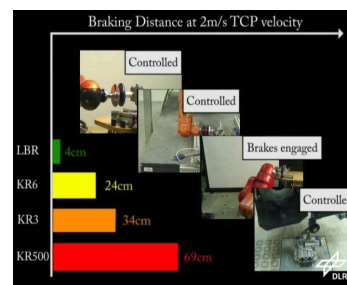 Braking Distance at 2m/s TCP velocity
Controlled
Controlled
Brakes engaged
Controlle
LBR
4cm
KR6
24cm
KR3
34cm
KR500
69cm
DLR